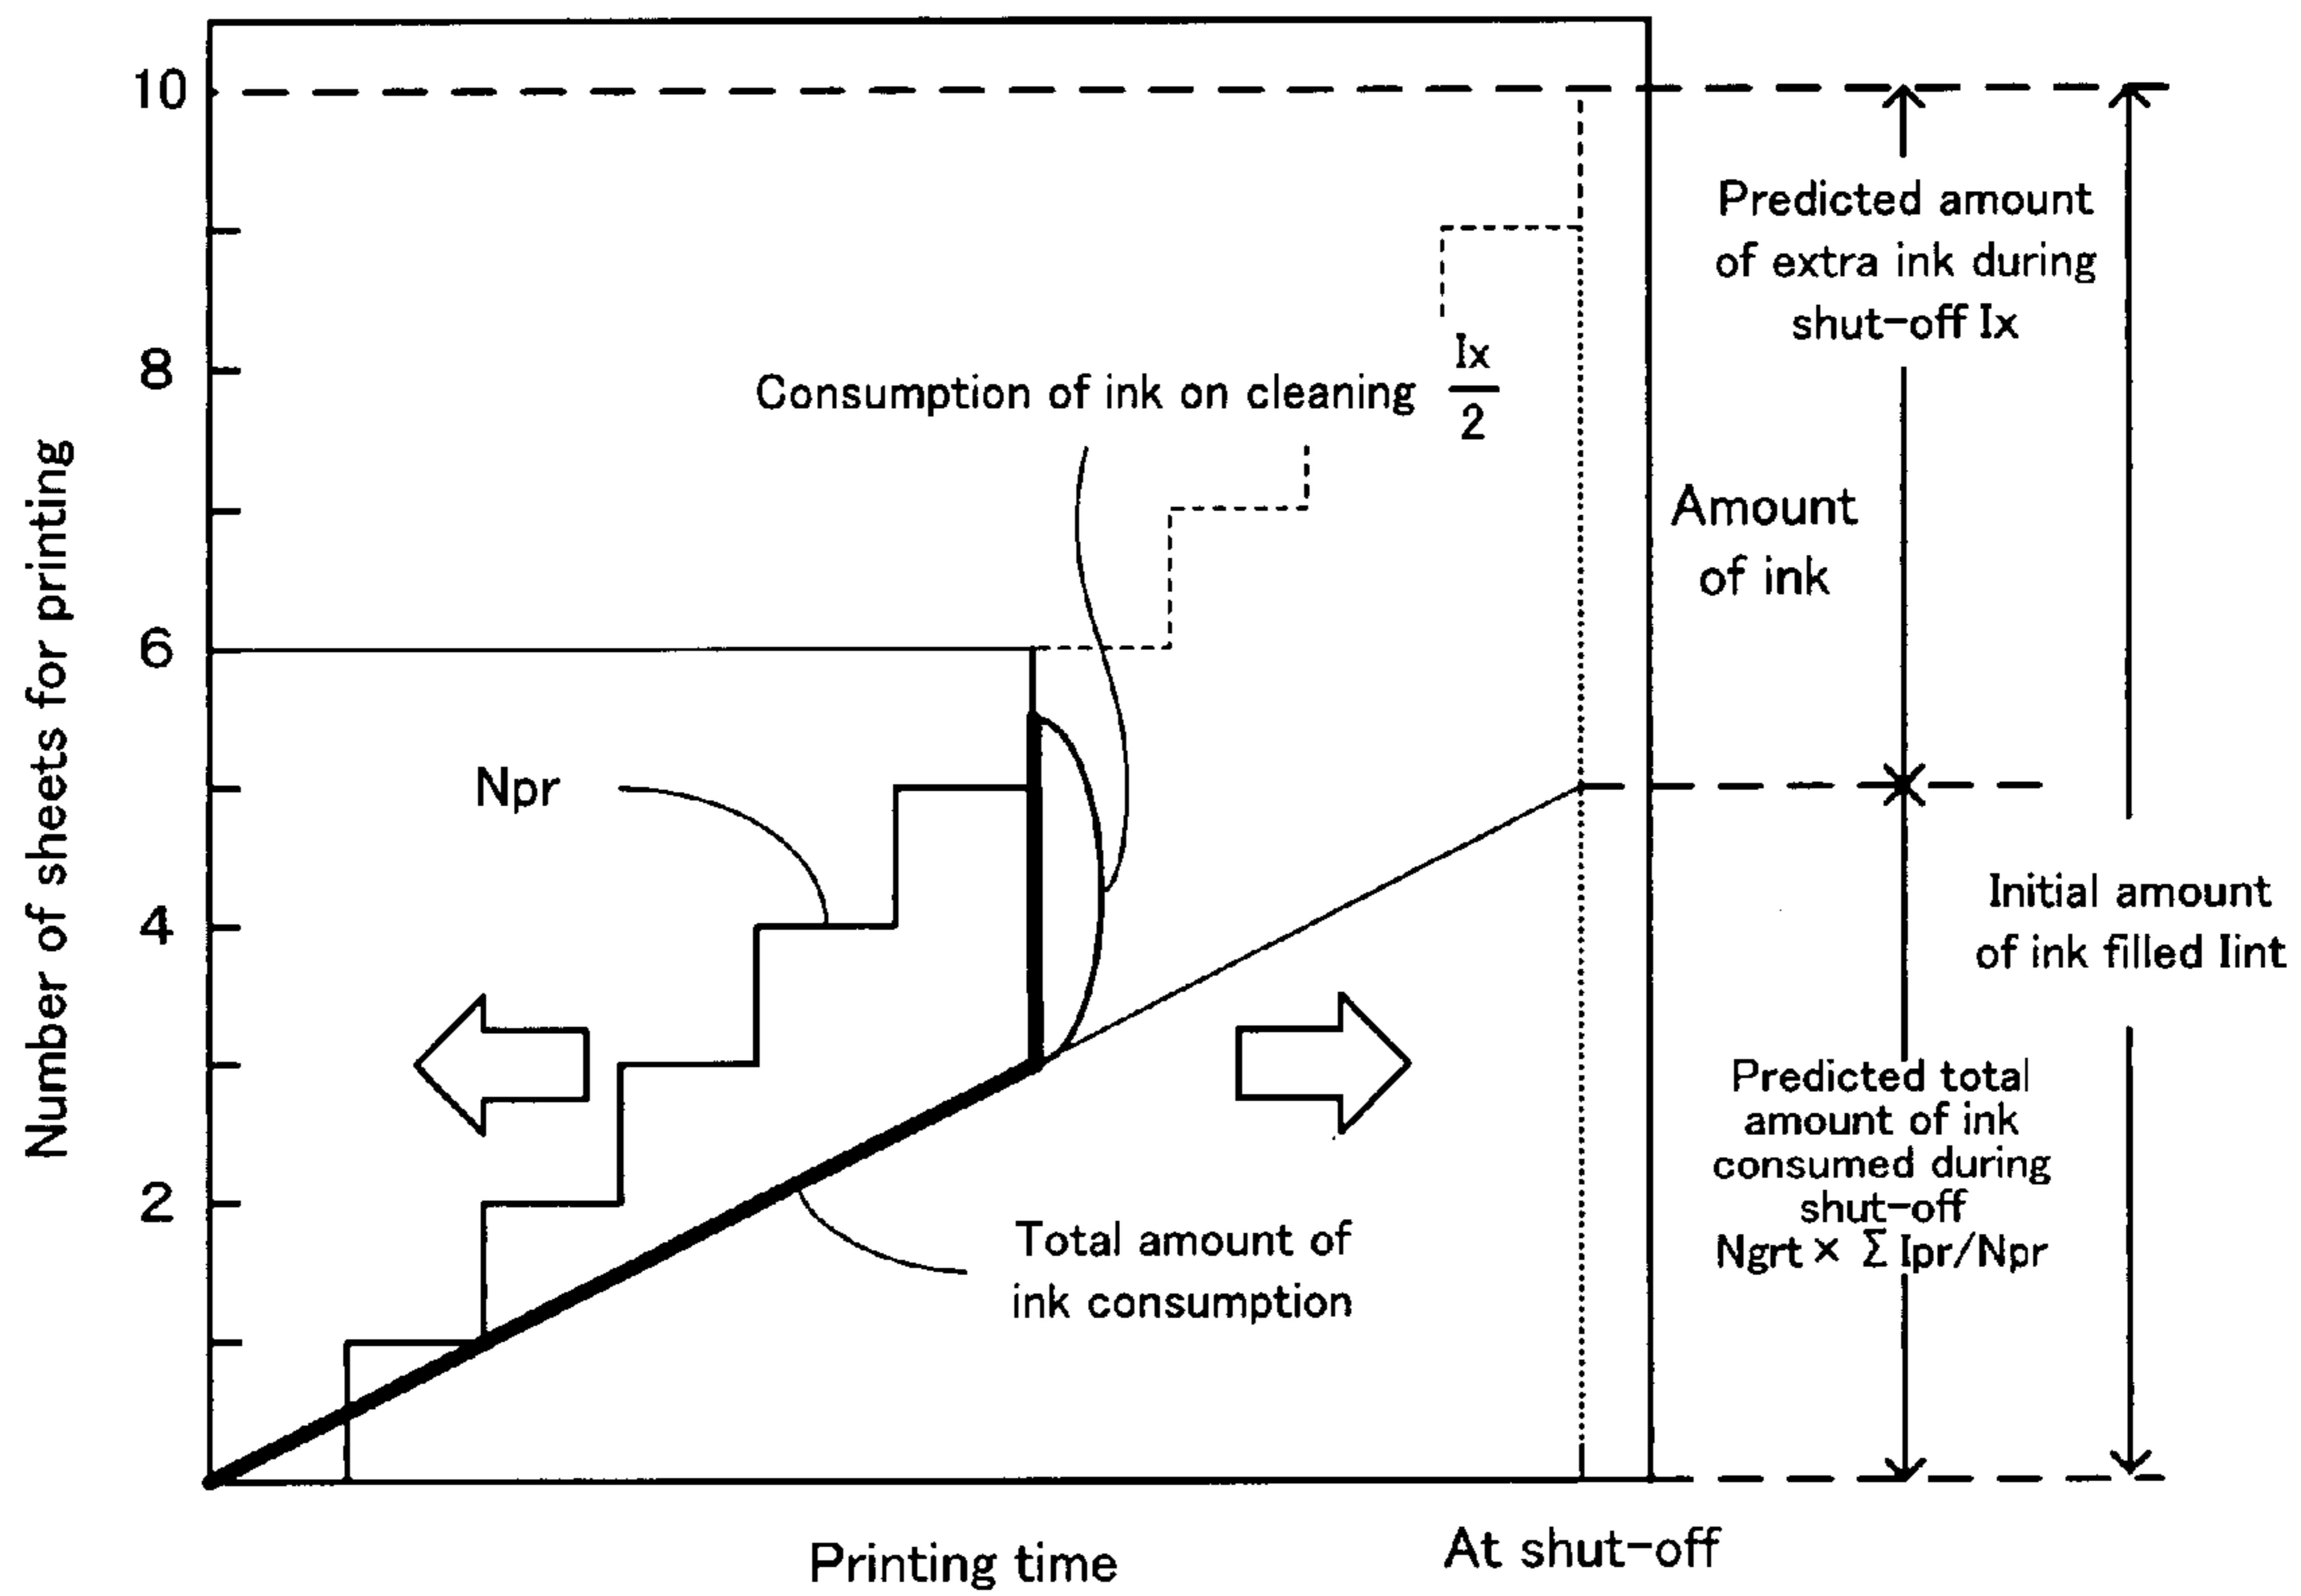 10
8
6
4
2
Number of sheets for printing
Consumption of ink on cleaning Ix/2
Npr
Total amount of
ink consumption
Printing time
At shut-off
Amount
of ink
Predicted amount
of extra ink during
shut-off Ix
Predicted total
amount of ink
consumed during
shut-off
Ngrt × Σ Ipr/Npr
Initial amount
of ink filled Iint